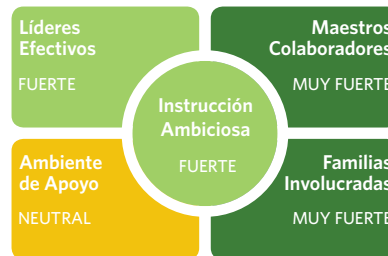 Líderes
Efectivos
FUERTE
Maestros
Colaboradores
MUY FUERTE
Instrucción
Ambiciosa
FUERTE
Ambiente
de Apoyo
NEUTRAL
Familias
Involucradas
MUY FUERTE